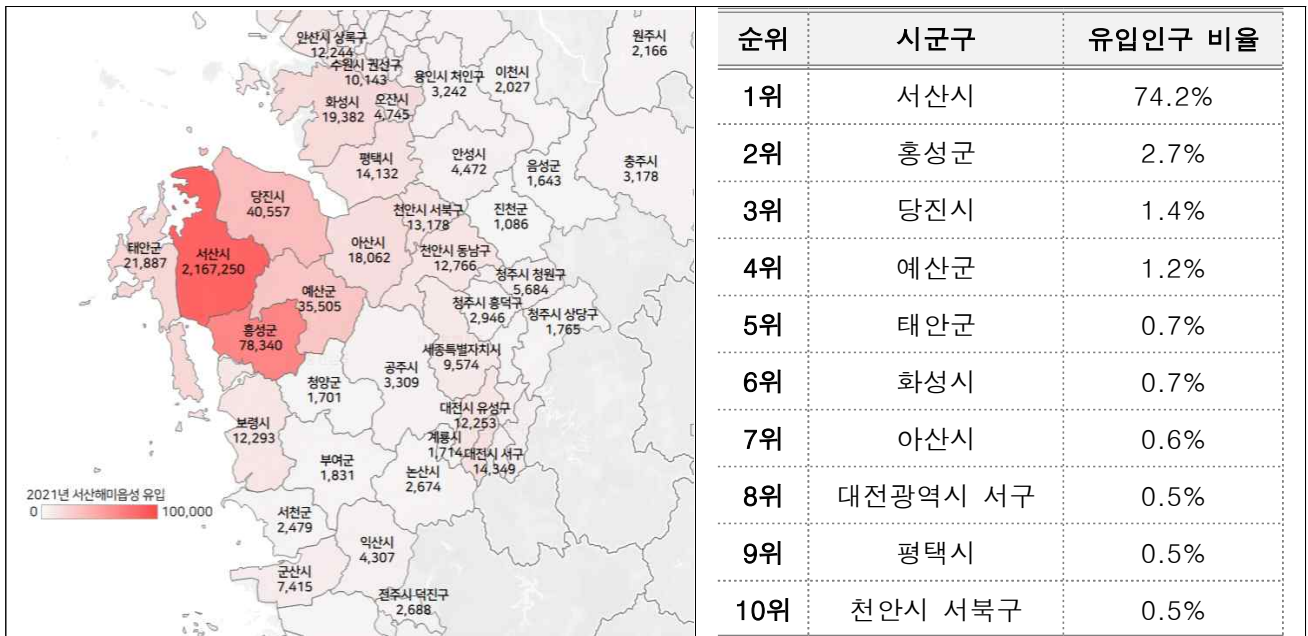 안산시 상록구
12,244
수원시 권선구
10,143
용인시 처인구
3,242
이천시
2,027
원주시
2,166
화성시
19,382
오산시
4,745
평택시
14,132
안성시
4,472
음성군
1,643
충주시
3,178
당진시
40,557
천안시 서북구
13,178
진천군
1,086
태안군
21,887
서산시
2,167,250
아산시
18,062
천안시 동남구
12,766
청주시 청원구
5,684
예산군
35,505
청주시 흥덕구
2,946
청주시 상당구
1,765
홍성군
78,340
세종특별자치시
9,574
공주시
3,309
청양군
1,701
대전시 유성구
12,253
보령시
12,293
계룡시
1,714
대전시 서구
14,349
부여군
1,831
논산시
2,674
2021년 서산해미읍성 유입
0 100,000
서천군
2,479
익산시
4,307
군산시
7,415
전주시 덕진구
2,688
순위 시군구 유입인구 비율
1위 서산시 74.2%
2위 홍성군 2.7%
3위 당진시 1.4%
4위 예산군 1.2%
5위 태안군 0.7%
6위 화성시 0.7%
7위 아산시 0.6%
8위 대전광역시 서구 0.5%
9위 평택시 0.5%
10위 천안시 서북구 0.5%